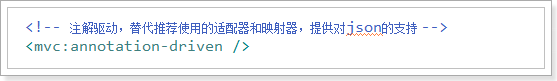 <!-- 注解驱动，替代推荐使用的适配器和映射器，提供对json的支持 -->
<mvc:annotation-driven />